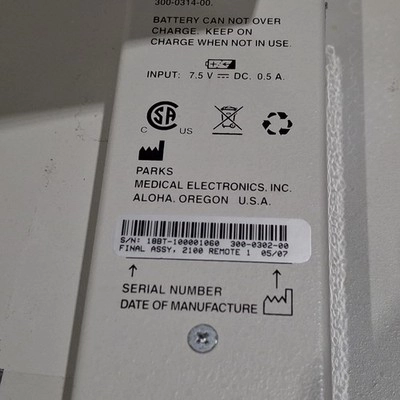 300-0314-00.
BATTERY CAN NOT OVER
CHARGE. KEEP ON
CHARGE WHEN NOT IN USE.
INPUT: 7.5 V ⎓ DC. 0.5 A.
C SA US
PARKS
MEDICAL ELECTRONICS, INC.
ALOHA, OREGON U.S.A.
S/N: 18BT-100001060 300-0302-00
FINAL ASSY, 2100 REMOTE 1 05/07
SERIAL NUMBER
DATE OF MANUFACTURE